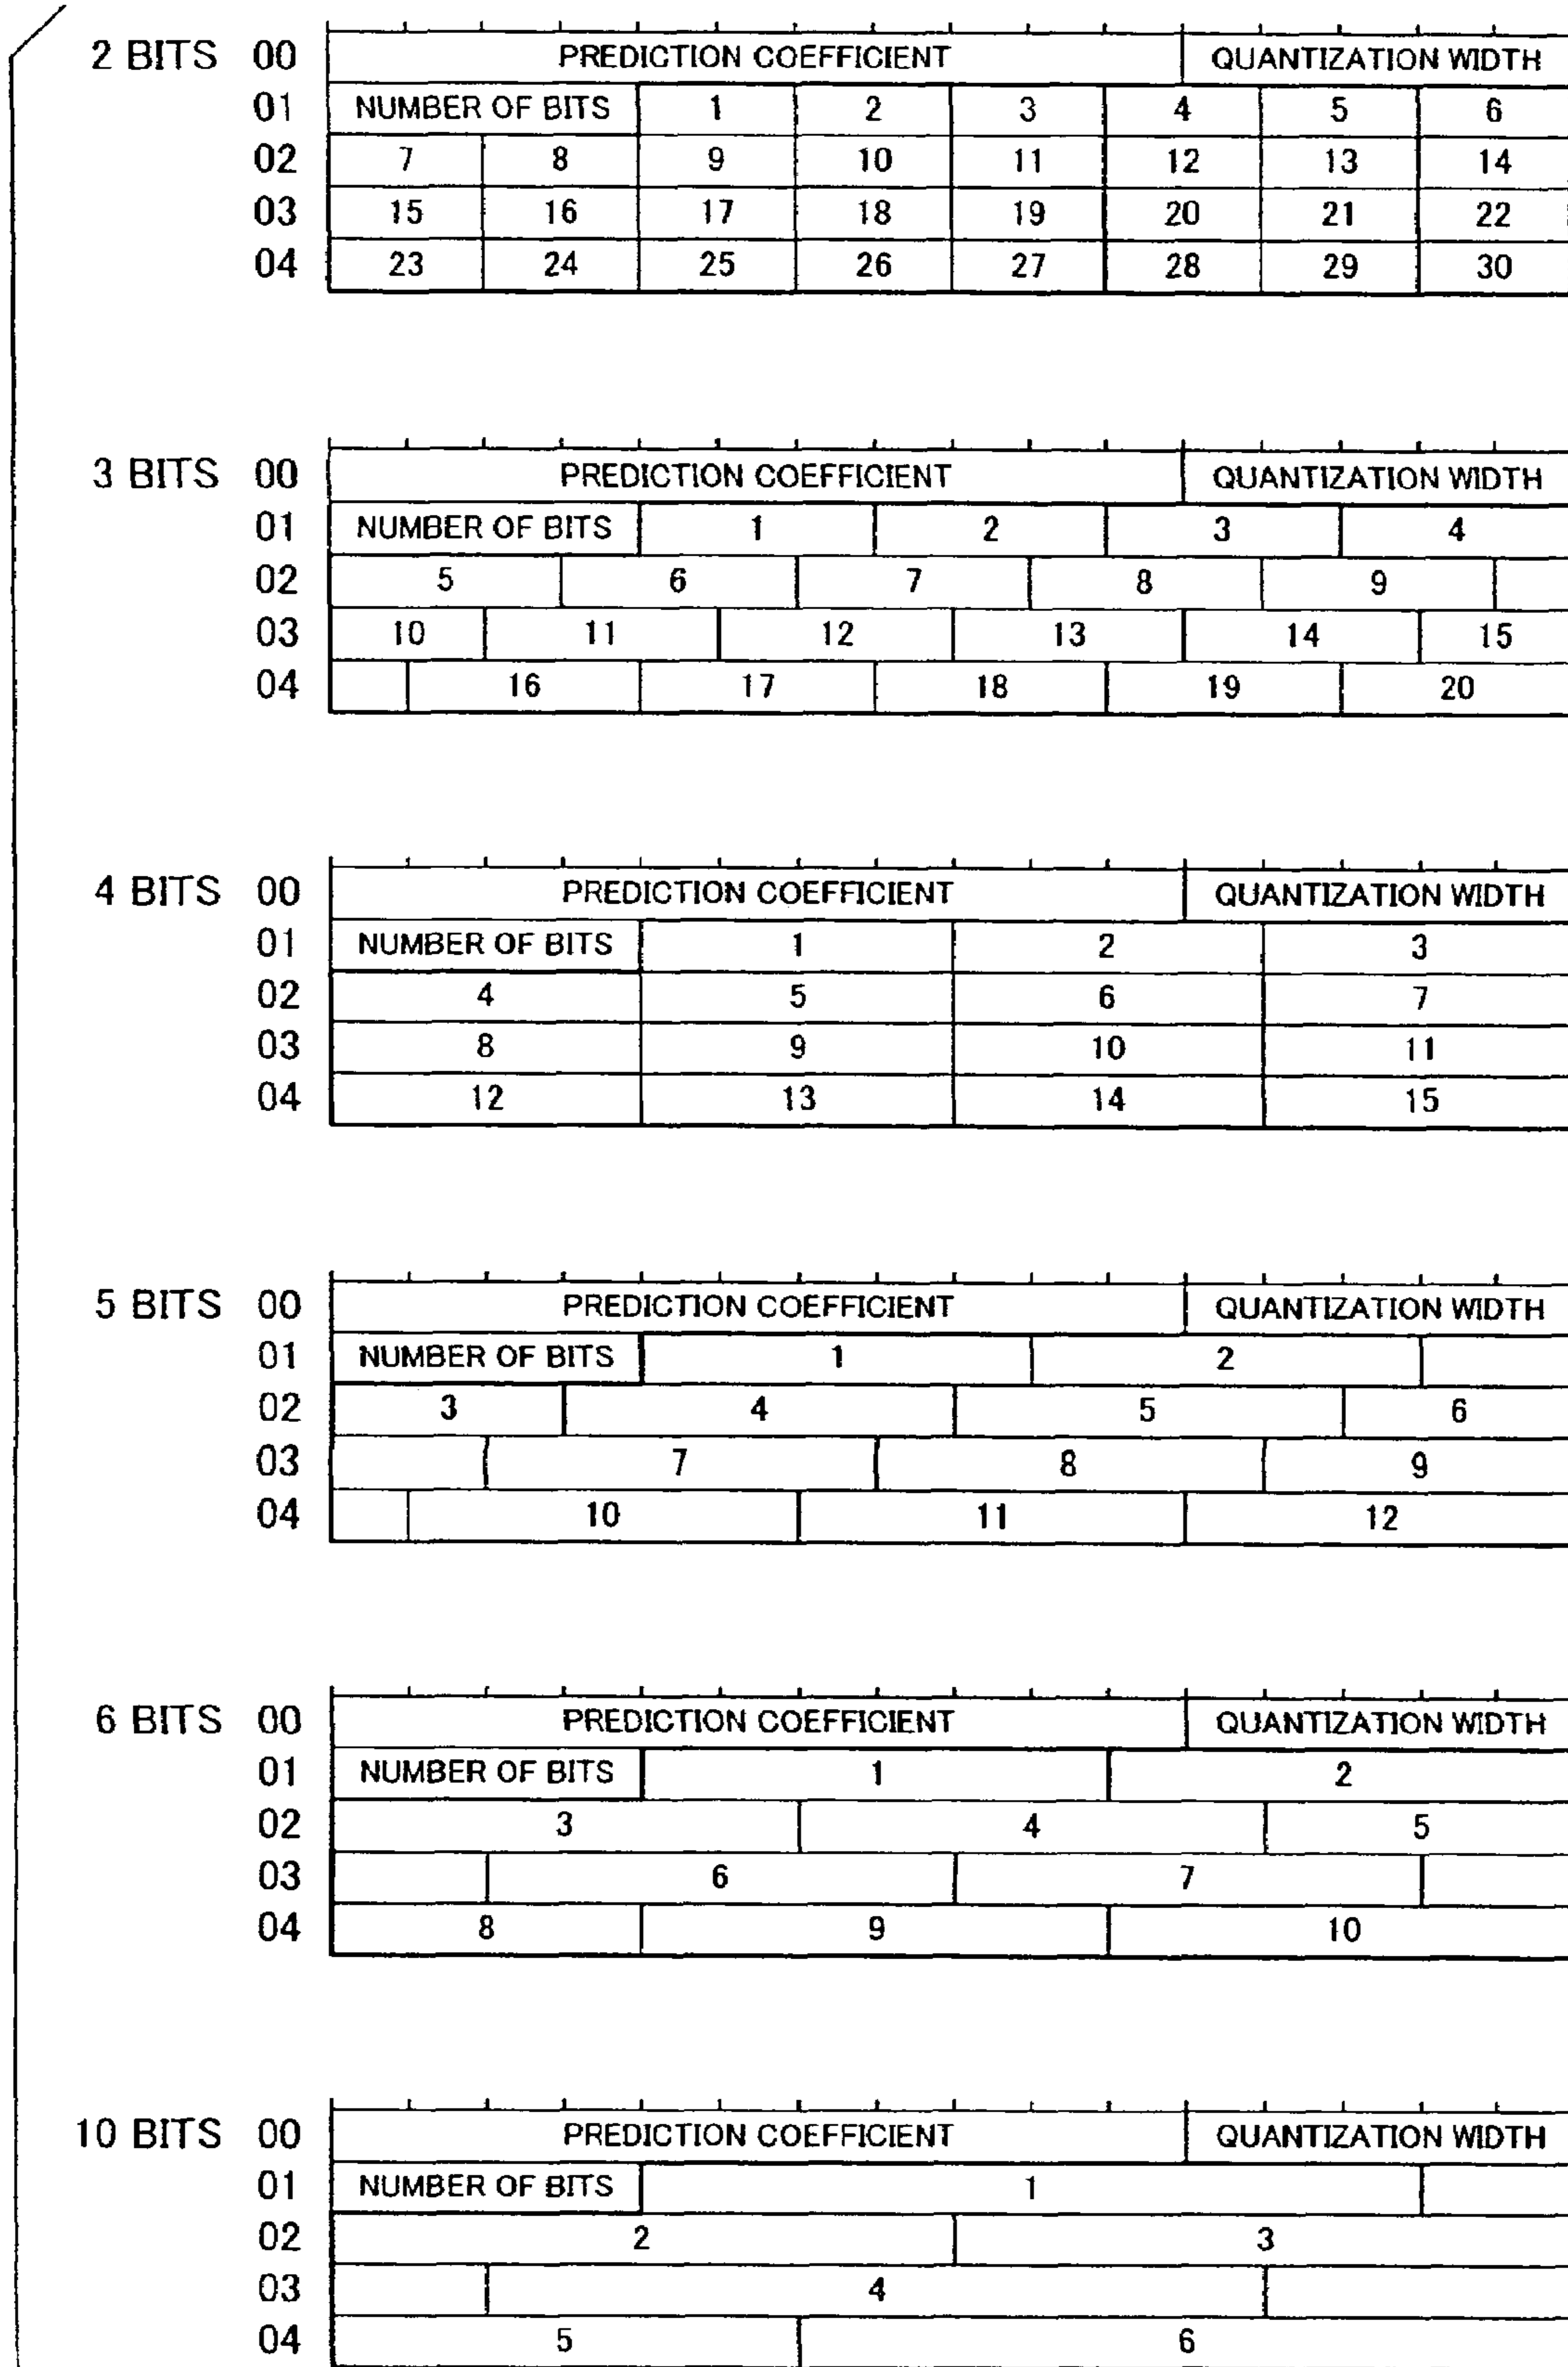 2 BITS 00 PREDICTION COEFFICIENT QUANTIZATION WIDTH
01 NUMBER OF BITS 1 2 3 4 5 6
02 7 8 9 10 11 12 13 14
03 15 16 17 18 19 20 21 22
04 23 24 25 26 27 28 29 30
3 BITS 00 PREDICTION COEFFICIENT QUANTIZATION WIDTH
01 NUMBER OF BITS 1 2 3 4
02 5 6 7 8 9
03 10 11 12 13 14 15
04 16 17 18 19 20
4 BITS 00 PREDICTION COEFFICIENT QUANTIZATION WIDTH
01 NUMBER OF BITS 1 2 3
02 4 5 6 7
03 8 9 10 11
04 12 13 14 15
5 BITS 00 PREDICTION COEFFICIENT QUANTIZATION WIDTH
01 NUMBER OF BITS 1 2
02 3 4 5 6
03 7 8 9
04 10 11 12
6 BITS 00 PREDICTION COEFFICIENT QUANTIZATION WIDTH
01 NUMBER OF BITS 1 2
02 3 4 5
03 6 7
04 8 9 10
10 BITS 00 PREDICTION COEFFICIENT QUANTIZATION WIDTH
01 NUMBER OF BITS 1
02 2 3
03 4
04 5 6